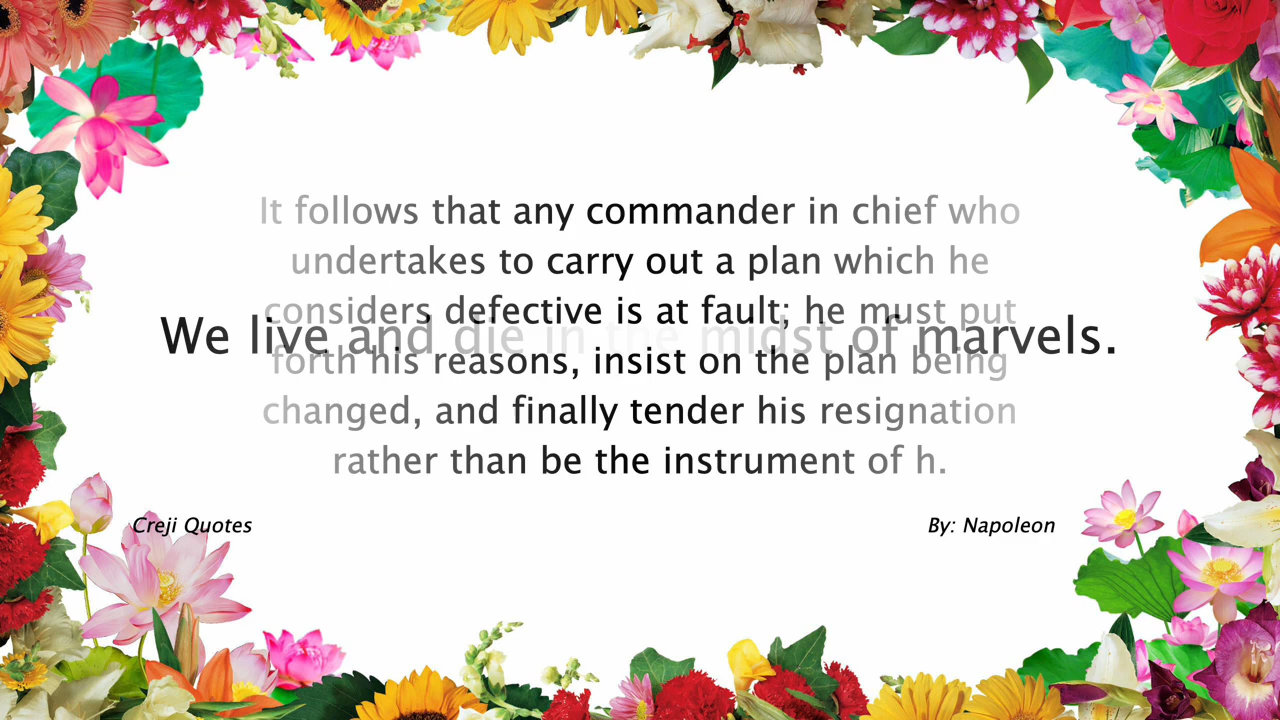 It follows that any commander in chief who
undertakes to carry out a plan which he
considers defective is at fault; he must put
We live and die in the midst of marvels.
forth his reasons, insist on the plan being
changed, and finally tender his resignation
rather than be the instrument of h.
Creji Quotes
By: Napoleon